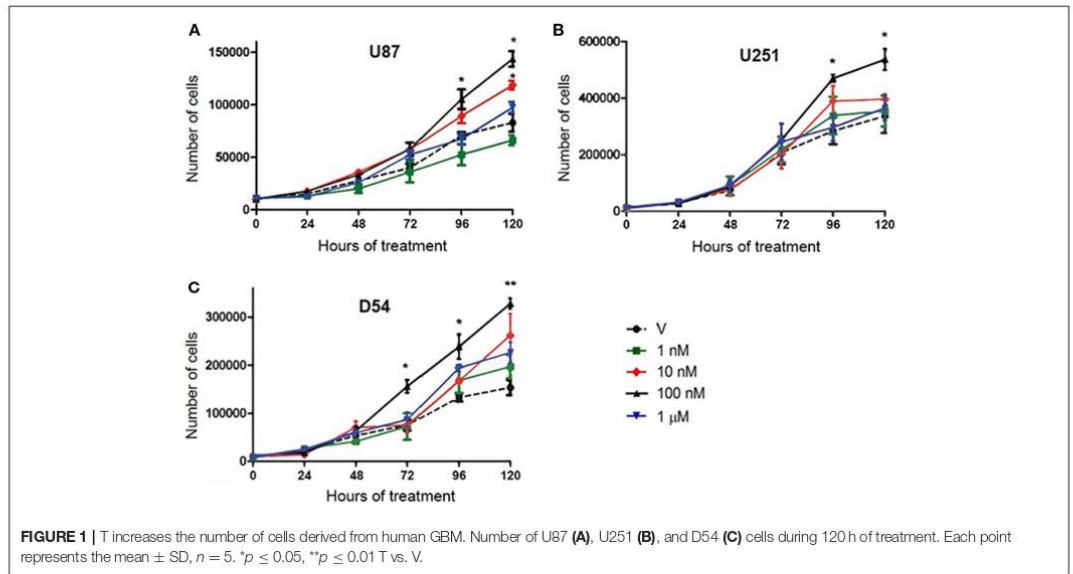 A
U87
150000
100000
50000
0
Number of cells
0 24 48 72 96 120
Hours of treatment
* * *
B
U251
600000
400000
200000
0
Number of cells
0 24 48 72 96 120
Hours of treatment
* *
C
D54
300000
200000
100000
0
Number of cells
0 24 48 72 96 120
Hours of treatment
* * **
V
1 nM
10 nM
100 nM
1 μM
FIGURE 1 | T increases the number of cells derived from human GBM. Number of U87 (A), U251 (B), and D54 (C) cells during 120 h of treatment. Each point
represents the mean ± SD, n = 5. *p ≤ 0.05, **p ≤ 0.01 T vs. V.